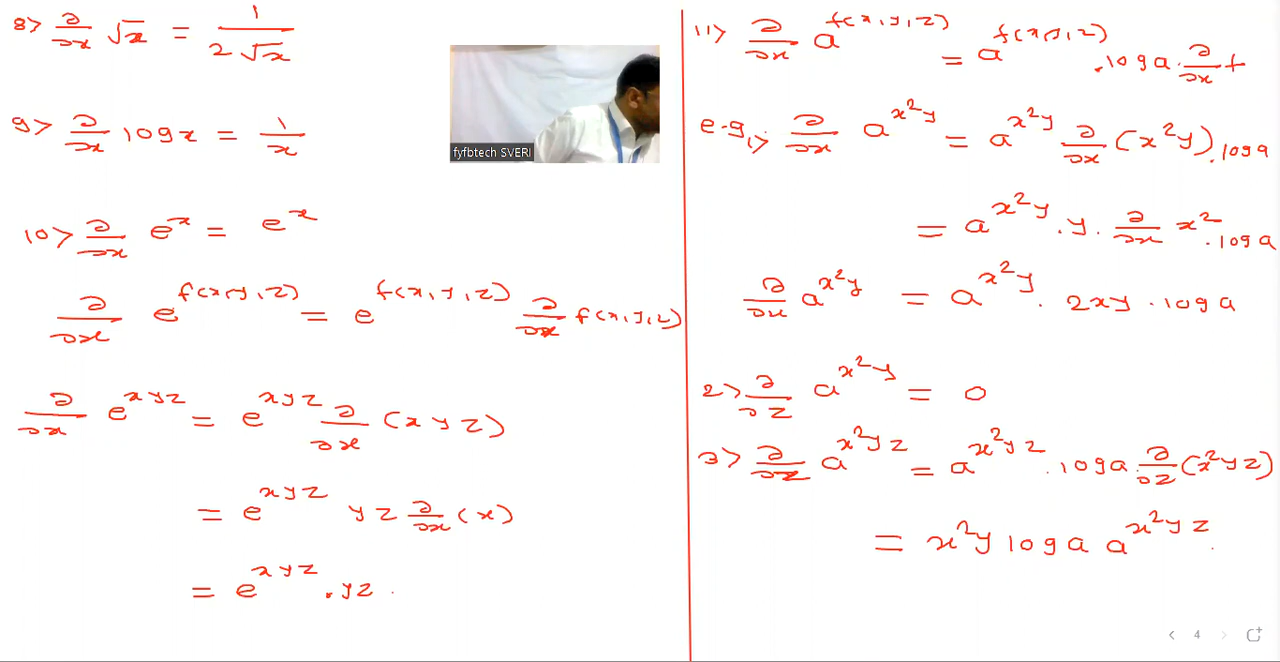 8> ∂/∂x √x = 1/(2√x)
9> ∂/∂x log x = 1/x
10> ∂/∂x e^x = e^x
∂/∂x e^f(x,y,z) = e^f(x,y,z) ∂/∂x f(x,y,z)
∂/∂x e^xyz = e^xyz ∂/∂x (xyz)
= e^xyz yz ∂/∂x (x)
= e^xyz . yz .
fyfbtech SVERI
11> ∂/∂x a^f(x,y,z) = a^f(x,y,z) . log a . ∂/∂x f
e.g. 1> ∂/∂x a^x²y = a^x²y ∂/∂x (x²y) . log a
= a^x²y . y . ∂/∂x x² . log a
∂/∂x a^x²y = a^x²y . 2xy . log a
2> ∂/∂z a^x²y = 0
3> ∂/∂z a^x²yz = a^x²yz . log a . ∂/∂z (x²yz)
= x²y log a a^x²yz .
4